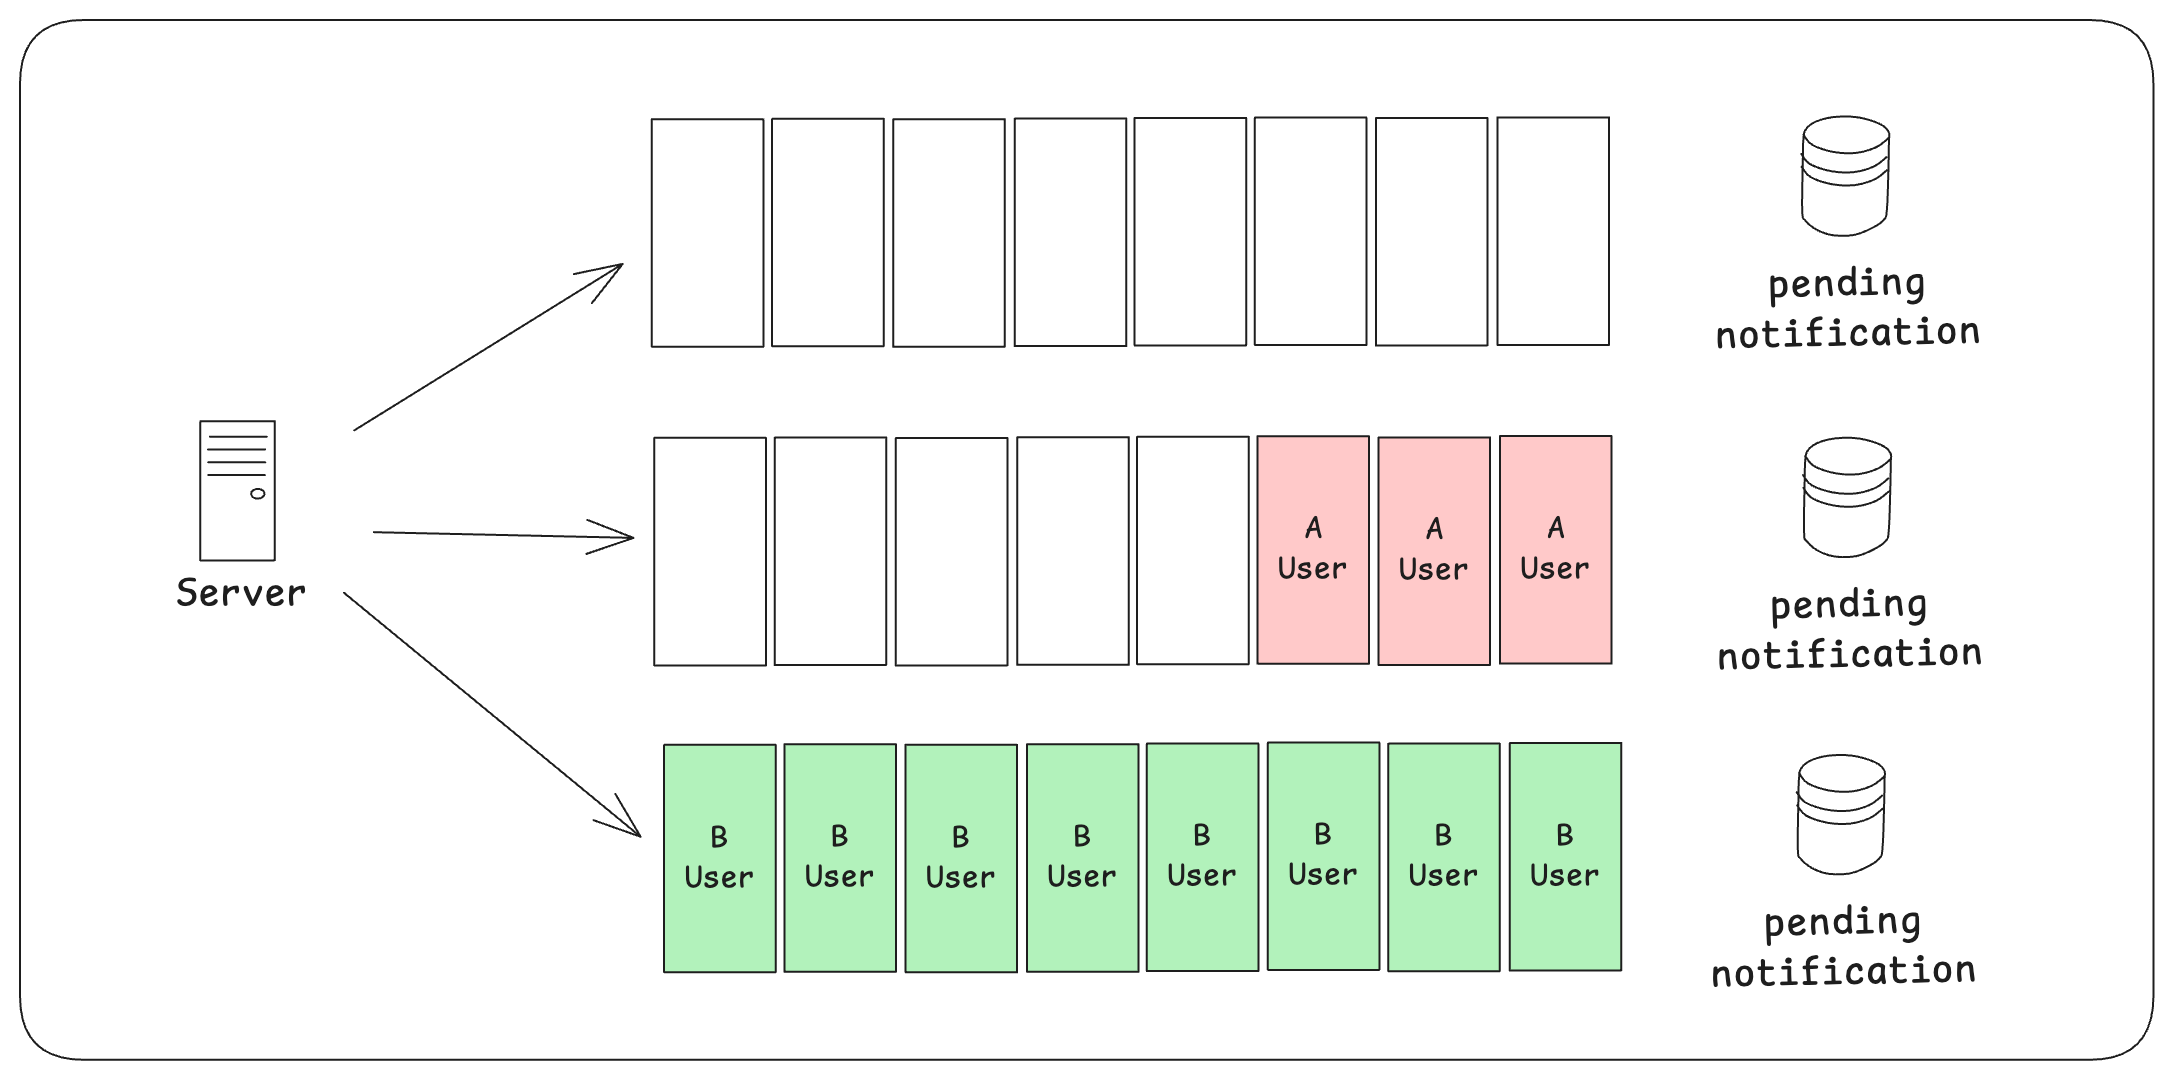 pending
notification
Server
A
User
A
User
A
User
pending
notification
B
User
B
User
B
User
B
User
B
User
B
User
B
User
B
User
pending
notification